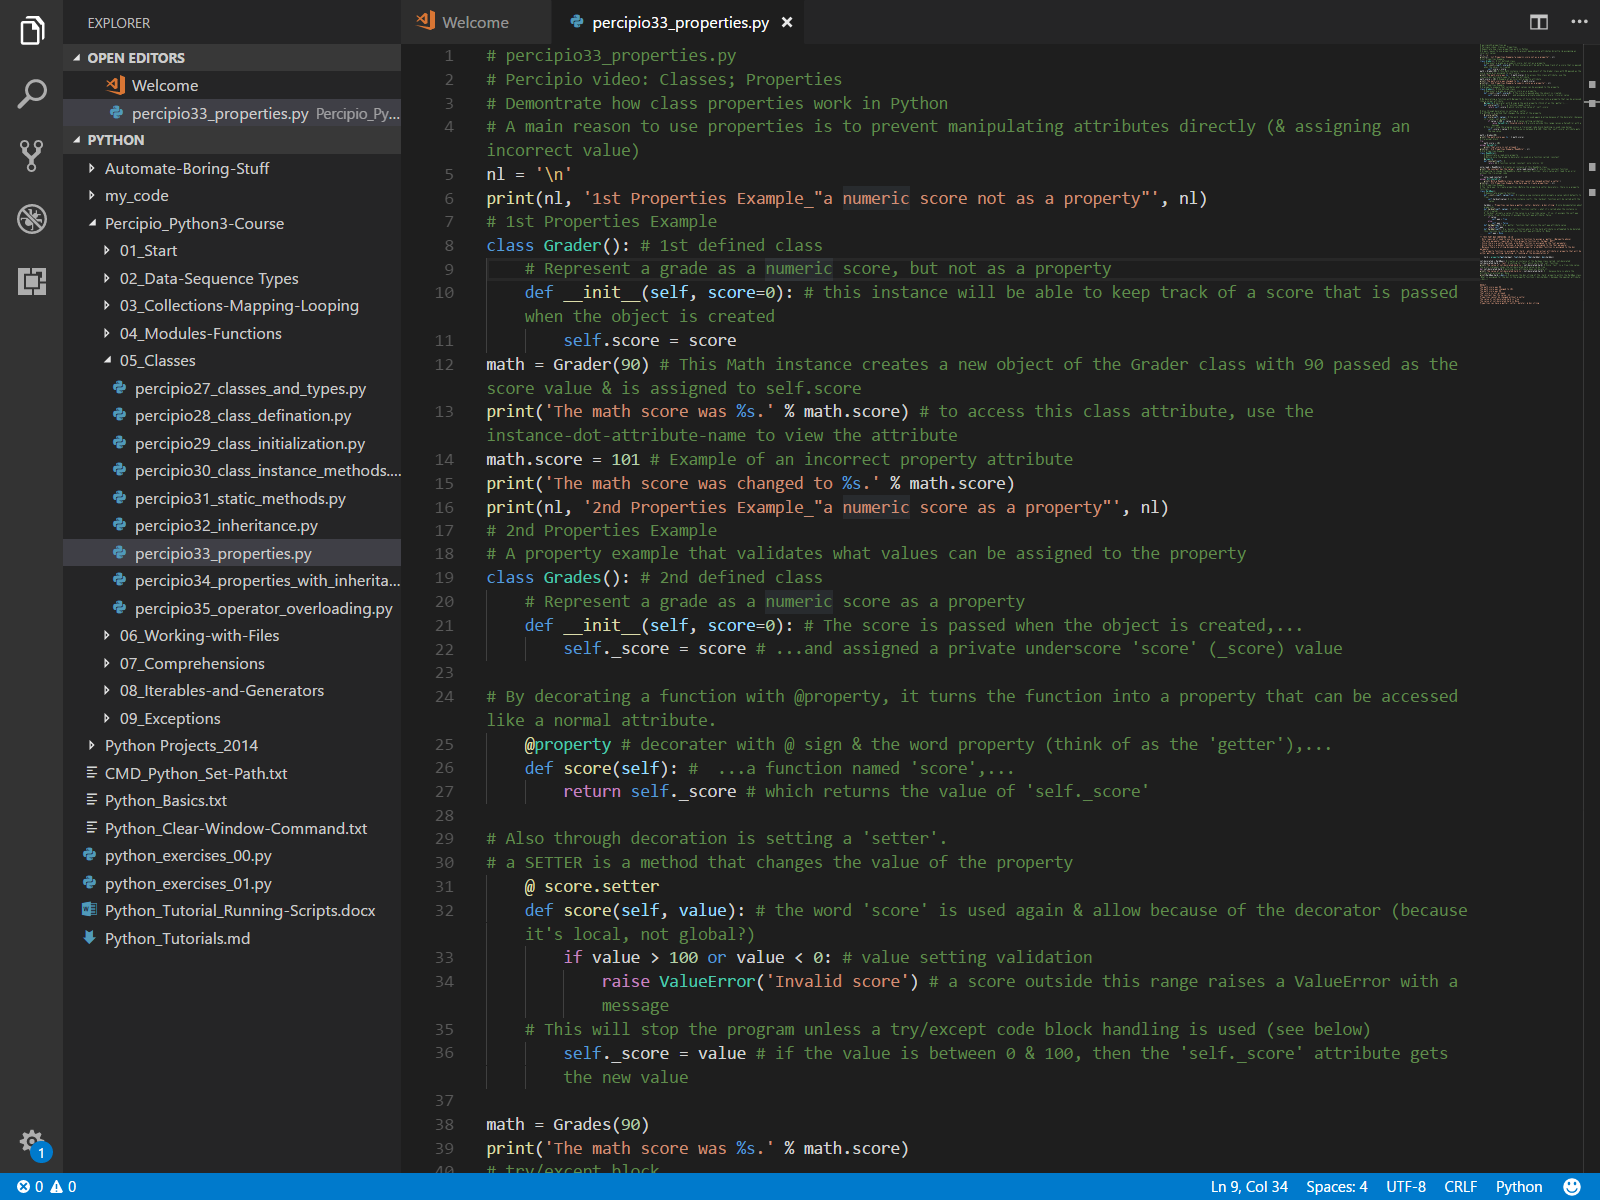 EXPLORER
OPEN EDITORS
Welcome
percipio33_properties.py Percipio_Py...
PYTHON
Automate-Boring-Stuff
my_code
Percipio_Python3-Course
01_Start
02_Data-Sequence Types
03_Collections-Mapping-Looping
04_Modules-Functions
05_Classes
percipio27_classes_and_types.py
percipio28_class_defination.py
percipio29_class_initialization.py
percipio30_class_instance_methods....
percipio31_static_methods.py
percipio32_inheritance.py
percipio33_properties.py
percipio34_properties_with_inherita...
percipio35_operator_overloading.py
06_Working-with-Files
07_Comprehensions
08_Iterables-and-Generators
09_Exceptions
Python Projects_2014
CMD_Python_Set-Path.txt
Python_Basics.txt
Python_Clear-Window-Command.txt
python_exercises_00.py
python_exercises_01.py
Python_Tutorial_Running-Scripts.docx
Python_Tutorials.md
1
Welcome
percipio33_properties.py
1 # percipio33_properties.py
2 # Percipio video: Classes; Properties
3 # Demontrate how class properties work in Python
4 # A main reason to use properties is to prevent manipulating attributes directly (& assigning an
incorrect value)
5 nl = '\n'
6 print(nl, '1st Properties Example_"a numeric score not as a property"', nl)
7 # 1st Properties Example
8 class Grader(): # 1st defined class
9 # Represent a grade as a numeric score, but not as a property
10 def __init__(self, score=0): # this instance will be able to keep track of a score that is passed
when the object is created
11 self.score = score
12 math = Grader(90) # This Math instance creates a new object of the Grader class with 90 passed as the
score value & is assigned to self.score
13 print('The math score was %s.' % math.score) # to access this class attribute, use the
instance-dot-attribute-name to view the attribute
14 math.score = 101 # Example of an incorrect property attribute
15 print('The math score was changed to %s.' % math.score)
16 print(nl, '2nd Properties Example_"a numeric score as a property"', nl)
17 # 2nd Properties Example
18 # A property example that validates what values can be assigned to the property
19 class Grades(): # 2nd defined class
20 # Represent a grade as a numeric score as a property
21 def __init__(self, score=0): # The score is passed when the object is created,...
22 self._score = score # ...and assigned a private underscore 'score' (_score) value
23
24 # By decorating a function with @property, it turns the function into a property that can be accessed
like a normal attribute.
25 @property # decorater with @ sign & the word property (think of as the 'getter'),...
26 def score(self): #  ...a function named 'score',...
27 return self._score # which returns the value of 'self._score'
28
29 # Also through decoration is setting a 'setter'.
30 # a SETTER is a method that changes the value of the property
31 @ score.setter
32 def score(self, value): # the word 'score' is used again & allow because of the decorator (because
it's local, not global?)
33 if value > 100 or value < 0: # value setting validation
34 raise ValueError('Invalid score') # a score outside this range raises a ValueError with a
message
35 # This will stop the program unless a try/except code block handling is used (see below)
36 self._score = value # if the value is between 0 & 100, then the 'self._score' attribute gets
the new value
37
38 math = Grades(90)
39 print('The math score was %s.' % math.score)
40 # try/except block
0 0
Ln 9, Col 34 Spaces: 4 UTF-8 CRLF Python